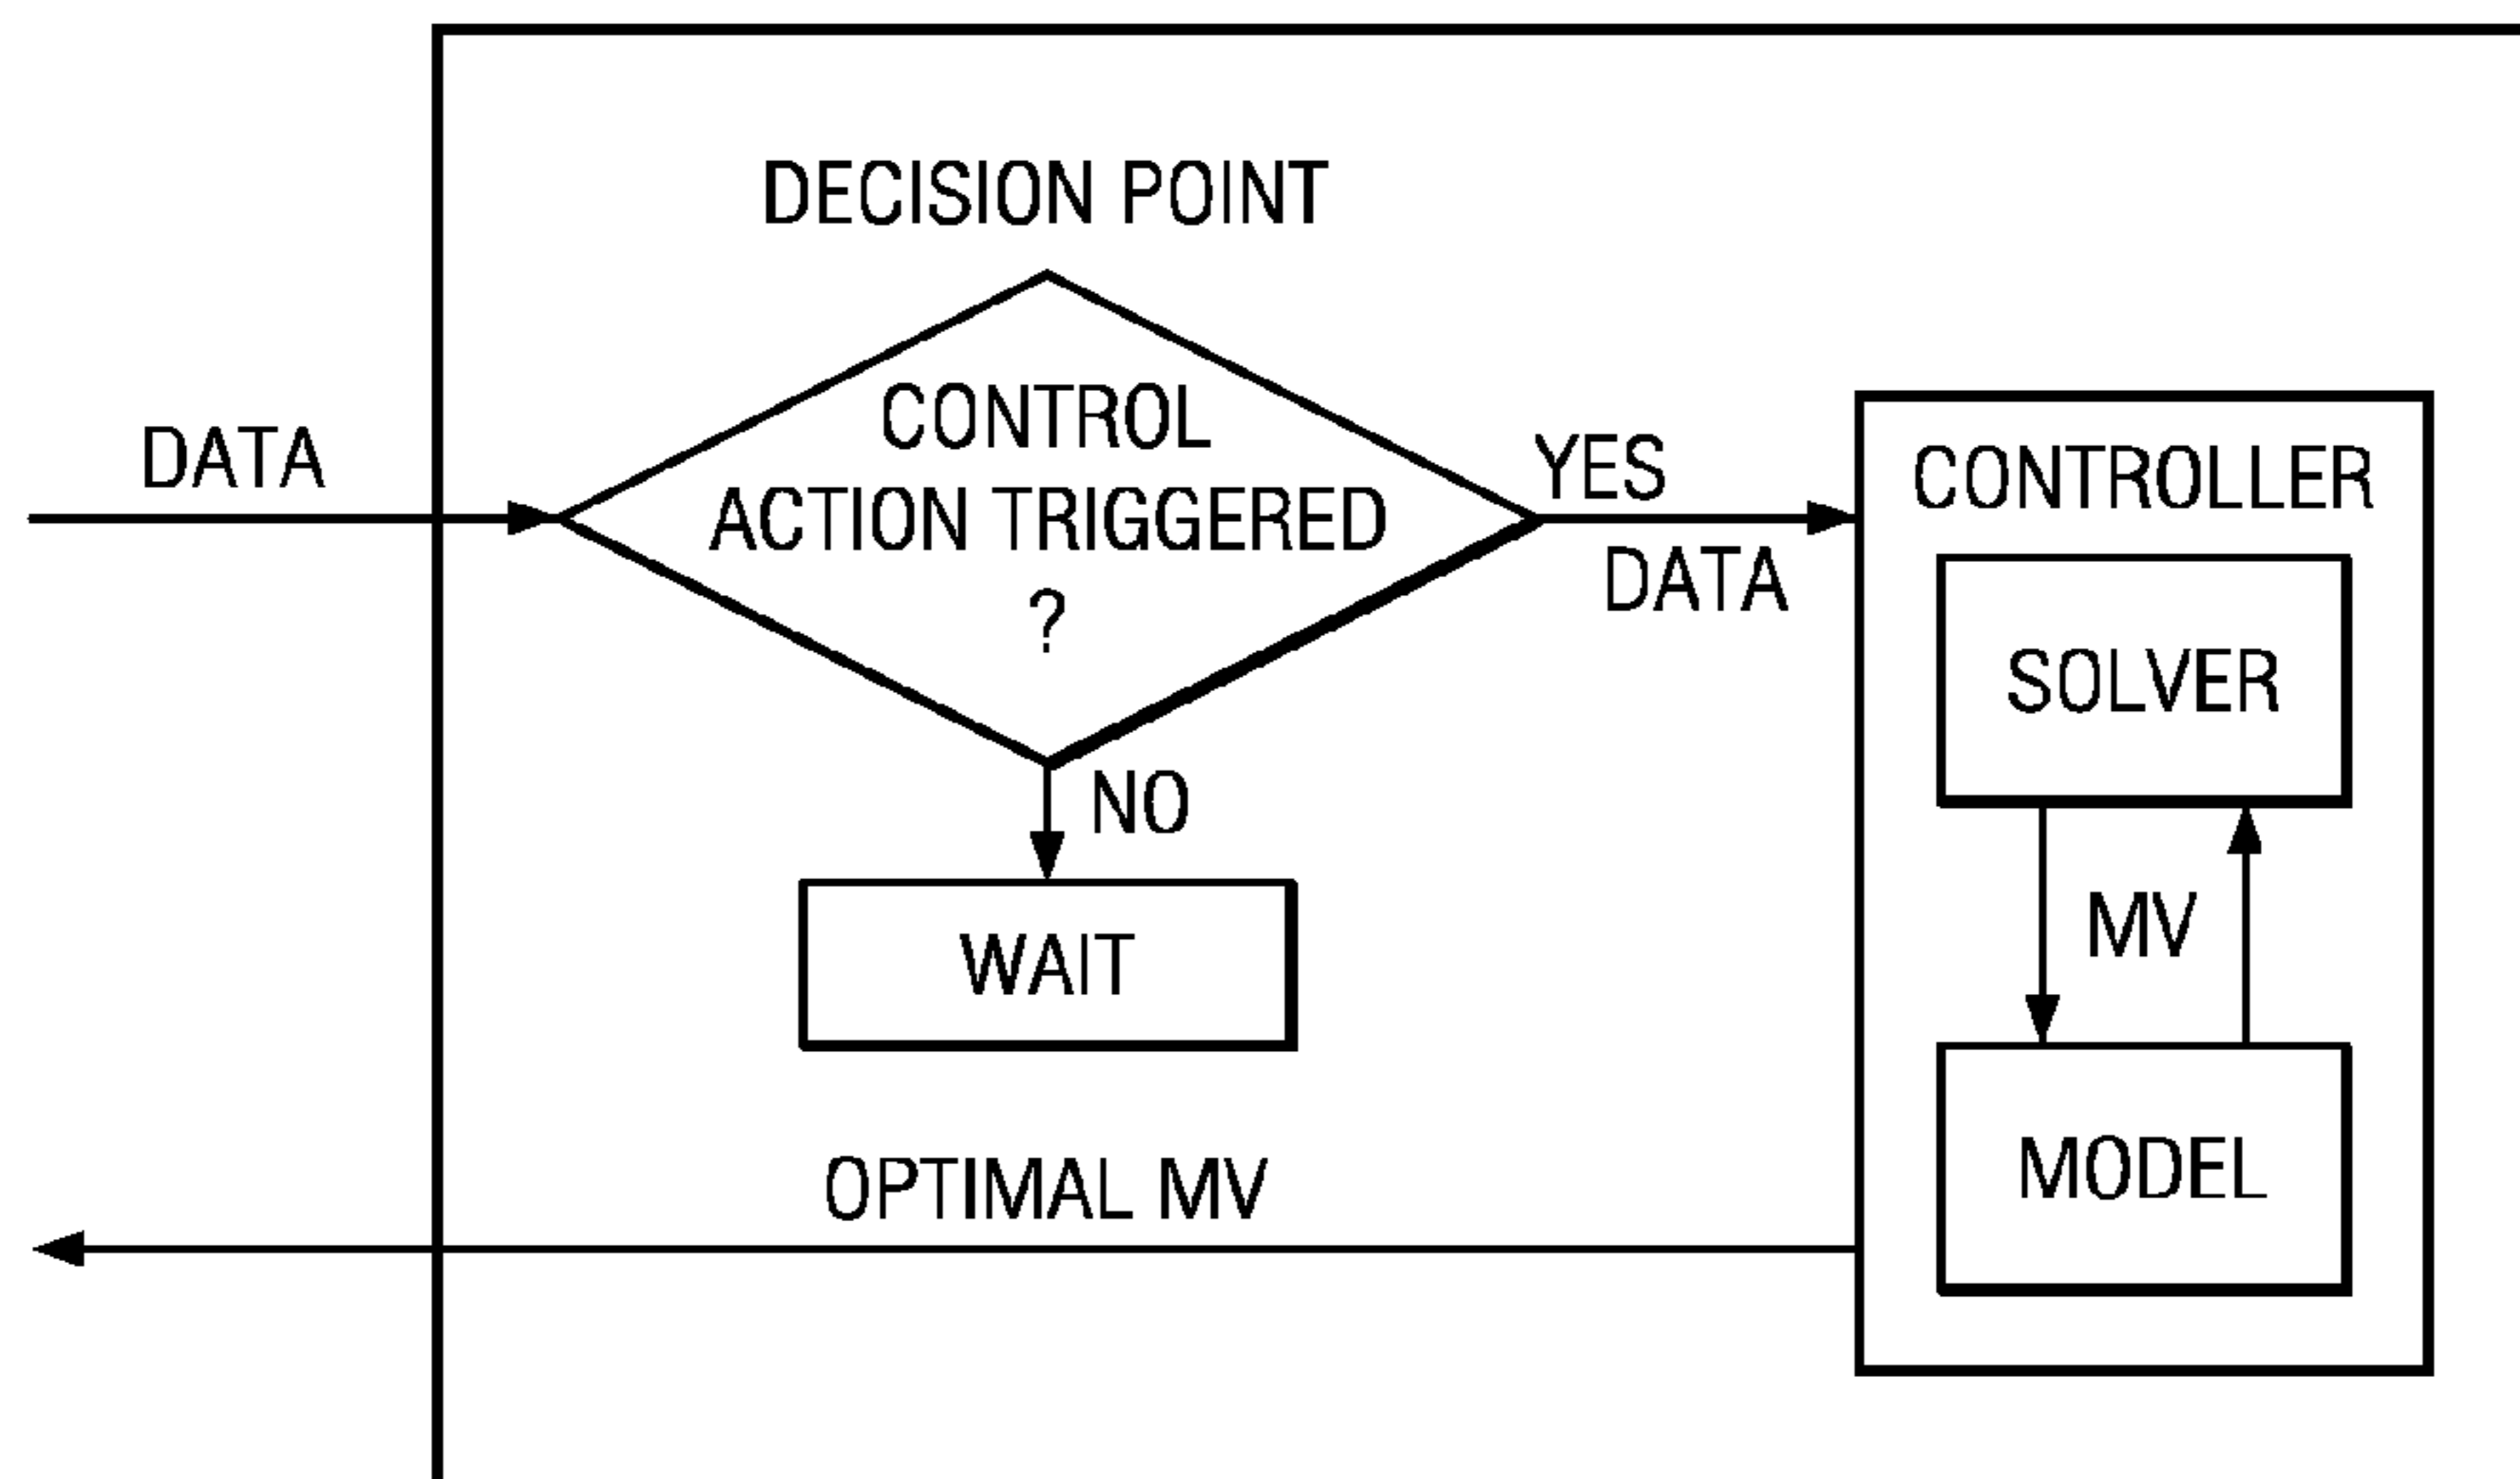 DECISION POINT
DATA
CONTROL
ACTION TRIGGERED
?
YES
DATA
NO
WAIT
CONTROLLER
SOLVER
MV
MODEL
OPTIMAL MV